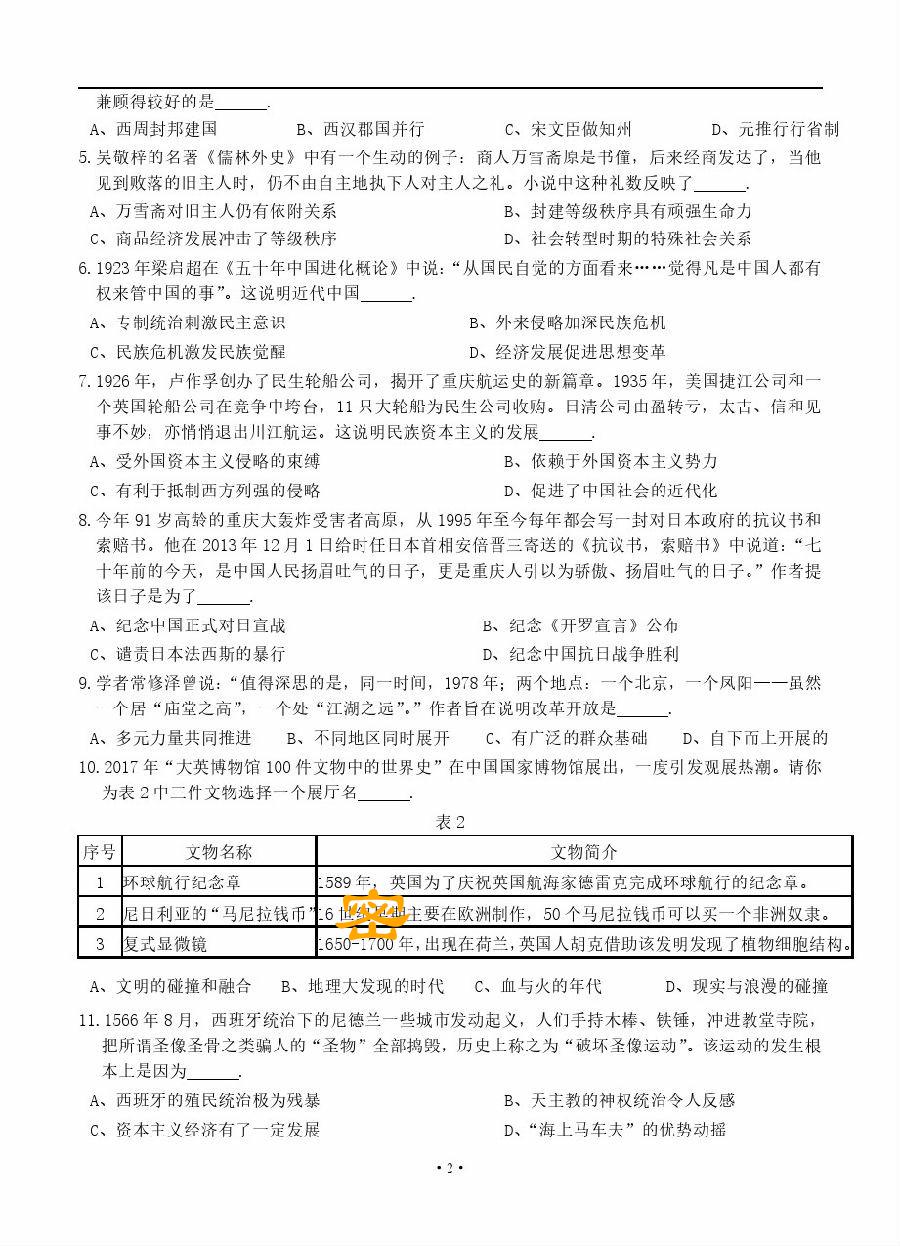 兼顾得较好的是______.
A、西周封邦建国 B、西汉郡国并行 C、宋文臣做知州 D、元推行行省制
5.吴敬梓的名著《儒林外史》中有一个生动的例子：商人万雪斋原是书僮，后来经商发达了，当他
见到败落的旧主人时，仍不由自主地执下人对主人之礼。小说中这种礼数反映了______.
A、万雪斋对旧主人仍有依附关系 B、封建等级秩序具有顽强生命力
C、商品经济发展冲击了等级秩序 D、社会转型时期的特殊社会关系
6.1923年梁启超在《五十年中国进化概论》中说：“从国民自觉的方面看来……觉得凡是中国人都有
权来管中国的事”。这说明近代中国______.
A、专制统治刺激民主意识 B、外来侵略加深民族危机
C、民族危机激发民族觉醒 D、经济发展促进思想变革
7.1926年，卢作孚创办了民生轮船公司，揭开了重庆航运史的新篇章。1935年，美国捷江公司和一
个英国轮船公司在竞争中垮台，11只大轮船为民生公司收购。日清公司由盈转亏，太古、信和见
事不妙；亦悄悄退出川江航运。这说明民族资本主义的发展______.
A、受外国资本主义侵略的束缚 B、依赖于外国资本主义势力
C、有利于抵制西方列强的侵略 D、促进了中国社会的近代化
8.今年91岁高龄的重庆大轰炸受害者高原，从1995年至今每年都会写一封对日本政府的抗议书和
索赔书。他在2013年12月1日给时任日本首相安倍晋三寄送的《抗议书，索赔书》中说道：“七
十年前的今天，是中国人民扬眉吐气的日子，更是重庆人引以为骄傲、扬眉吐气的日子。”作者提
该日子是为了______.
A、纪念中国正式对日宣战 B、纪念《开罗宣言》公布
C、谴责日本法西斯的暴行 D、纪念中国抗日战争胜利
9.学者常修泽曾说：“值得深思的是，同一时间，1978年；两个地点：一个北京，一个凤阳——虽然
一个居“庙堂之高”，一个处“江湖之远”。”作者旨在说明改革开放是______.
A、多元力量共同推进 B、不同地区同时展开 C、有广泛的群众基础 D、自下而上开展的
10.2017年“大英博物馆100件文物中的世界史”在中国国家博物馆展出，一度引发观展热潮。请你
为表2中三件文物选择一个展厅名______.
表2
序号 文物名称 文物简介
1 环球航行纪念章 1589年，英国为了庆祝英国航海家德雷克完成环球航行的纪念章。
2 尼日利亚的“马尼拉钱币” 16世纪早期主要在欧洲制作，50个马尼拉钱币可以买一个非洲奴隶。
密
3 复式显微镜 1650-1700年，出现在荷兰，英国人胡克借助该发明发现了植物细胞结构。
A、文明的碰撞和融合 B、地理大发现的时代 C、血与火的年代 D、现实与浪漫的碰撞
11.1566年8月，西班牙统治下的尼德兰一些城市发动起义，人们手持木棒、铁锤，冲进教堂寺院，
把所谓圣像圣骨之类骗人的“圣物”全部捣毁，历史上称之为“破坏圣像运动”。该运动的发生根
本上是因为______.
A、西班牙的殖民统治极为残暴 B、天主教的神权统治令人反感
C、资本主义经济有了一定发展 D、“海上马车夫”的优势动摇
·2·